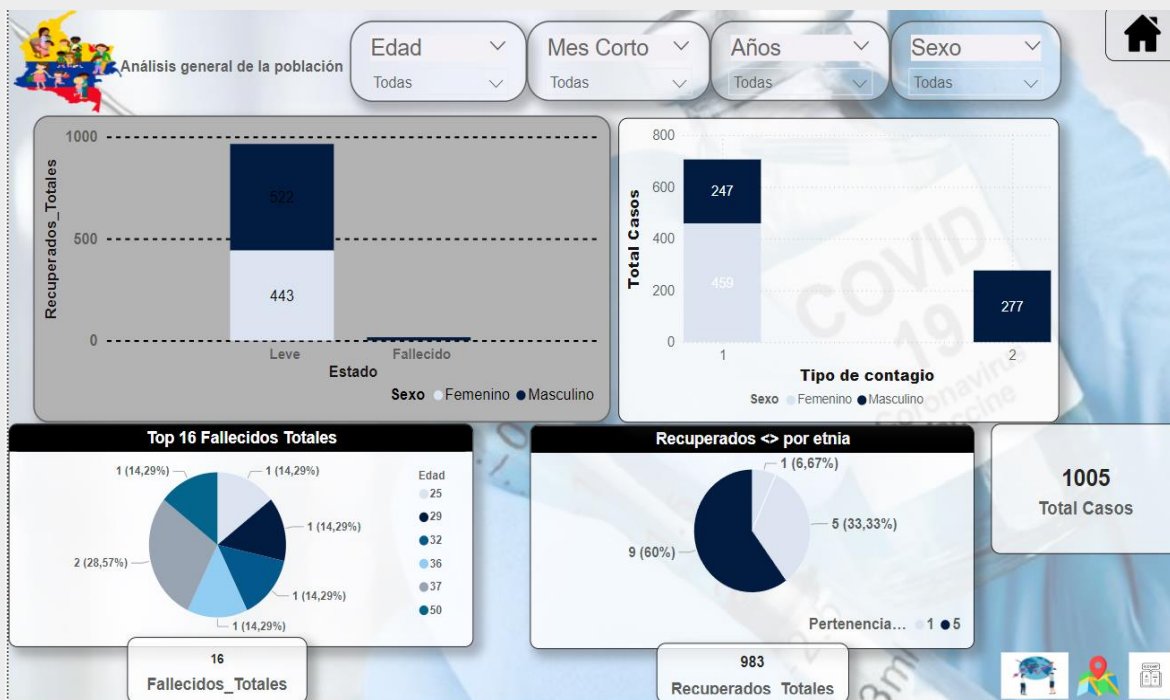 Análisis general de la población
Edad
Todas
Mes Corto
Todas
Años
Todas
Sexo
Todas
Recuperados_Totales
1000
500
0
522
443
Leve
Fallecido
Estado
Sexo Femenino Masculino
Total Casos
800
600
400
200
0
247
459
277
1
2
Tipo de contagio
Sexo Femenino Masculino
COVID
19
Coronavirus
Vaccine
Top 16 Fallecidos Totales
1 (14,29%)
1 (14,29%)
1 (14,29%)
2 (28,57%)
1 (14,29%)
1 (14,29%)
Edad
25
29
32
36
37
50
16
Fallecidos_Totales
Recuperados <> por etnia
1 (6,67%)
5 (33,33%)
9 (60%)
Pertenencia... 1 5
983
Recuperados_Totales
1005
Total Casos